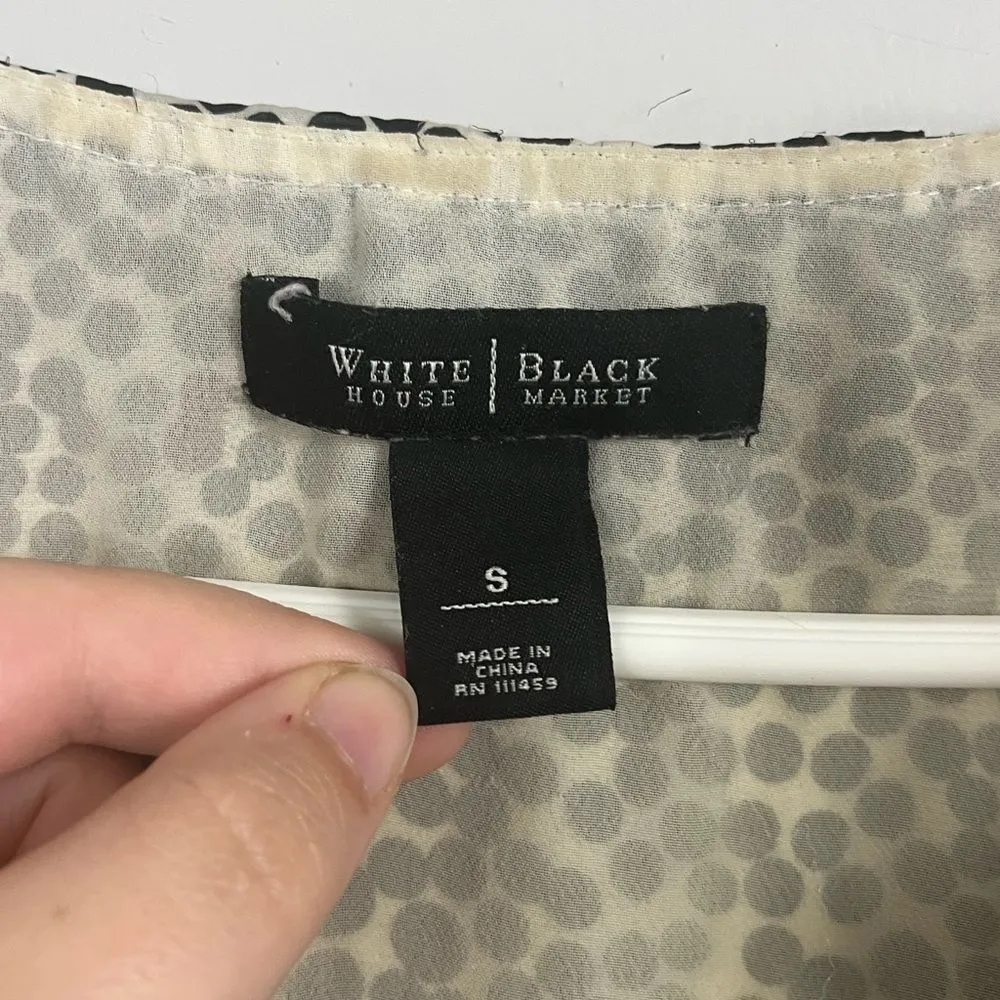 WHITE | BLACK
HOUSE | MARKET
S
MADE IN
CHINA
RN 111459